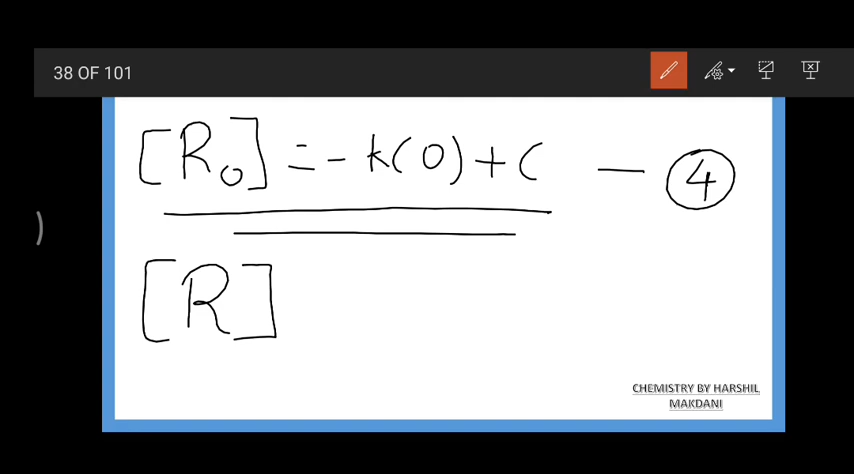 38 OF 101
[R₀] = - k(0) + C — ④
[R]
CHEMISTRY BY HARSHIL
MAKDANI